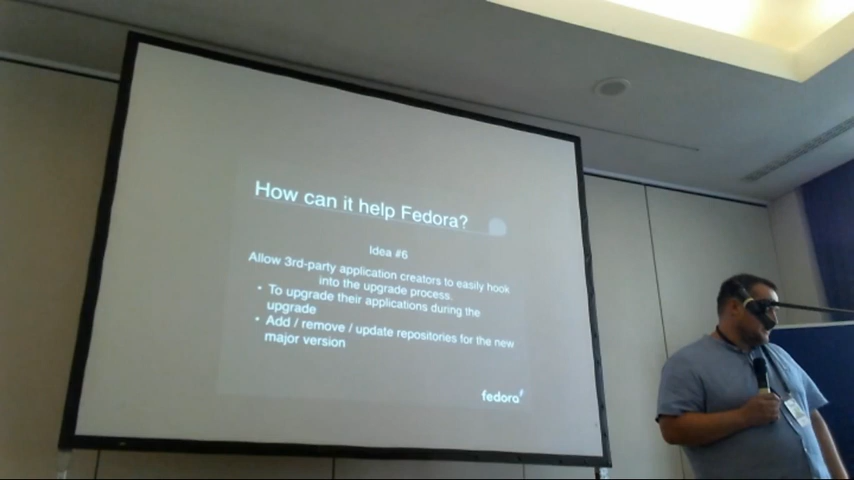 How can it help Fedora?
Idea #6
Allow 3rd-party application creators to easily hook
into the upgrade process.
• To upgrade their applications during the
upgrade
• Add / remove / update repositories for the new
major version
fedora